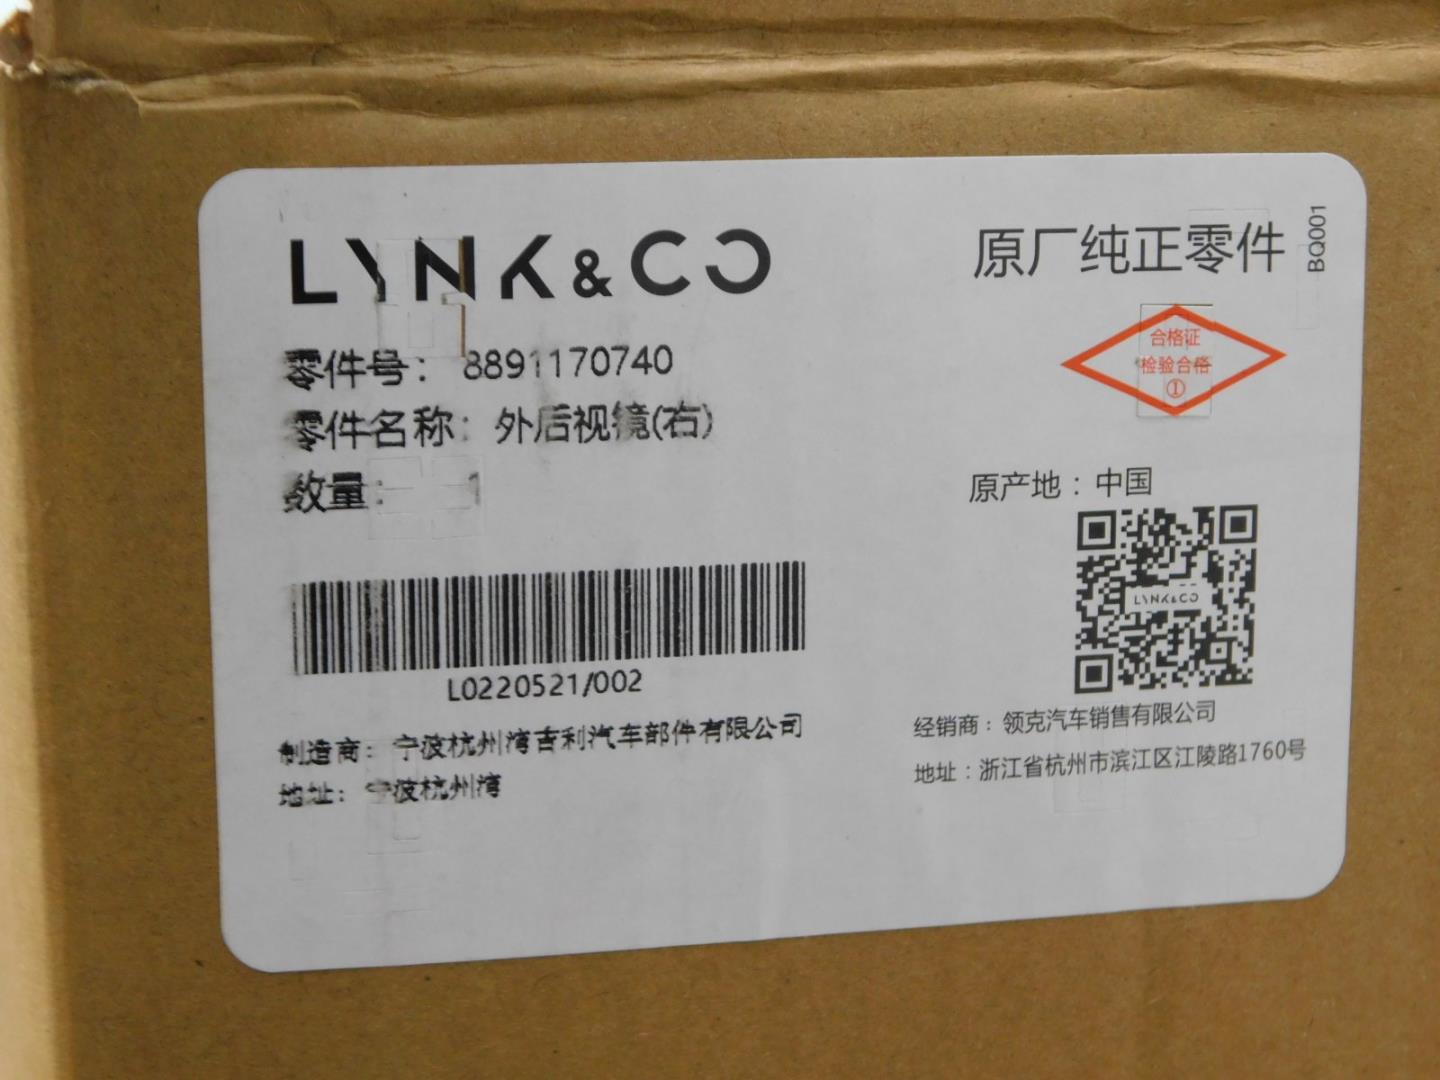 LYNK&CO
原厂纯正零件
BQ001
零件号: 8891170740
零件名称: 外后视镜(右)
数量: 1
合格证
检验合格
①
原产地：中国
LYNK&CO
L0220521/002
制造商: 宁波杭州湾吉利汽车部件有限公司
地址: 宁波杭州湾
经销商：领克汽车销售有限公司
地址：浙江省杭州市滨江区江陵路1760号